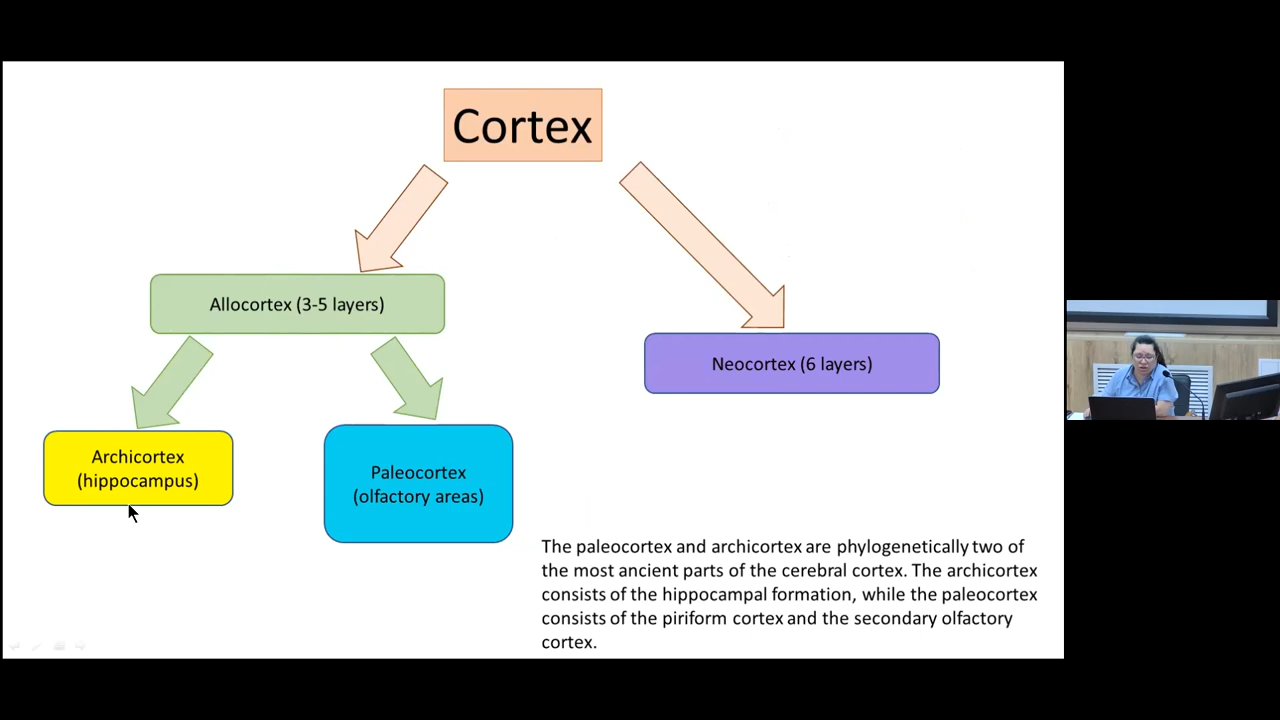 Cortex
Allocortex (3-5 layers)
Neocortex (6 layers)
Archicortex
(hippocampus)
Paleocortex
(olfactory areas)
The paleocortex and archicortex are phylogenetically two of
the most ancient parts of the cerebral cortex. The archicortex
consists of the hippocampal formation, while the paleocortex
consists of the piriform cortex and the secondary olfactory
cortex.